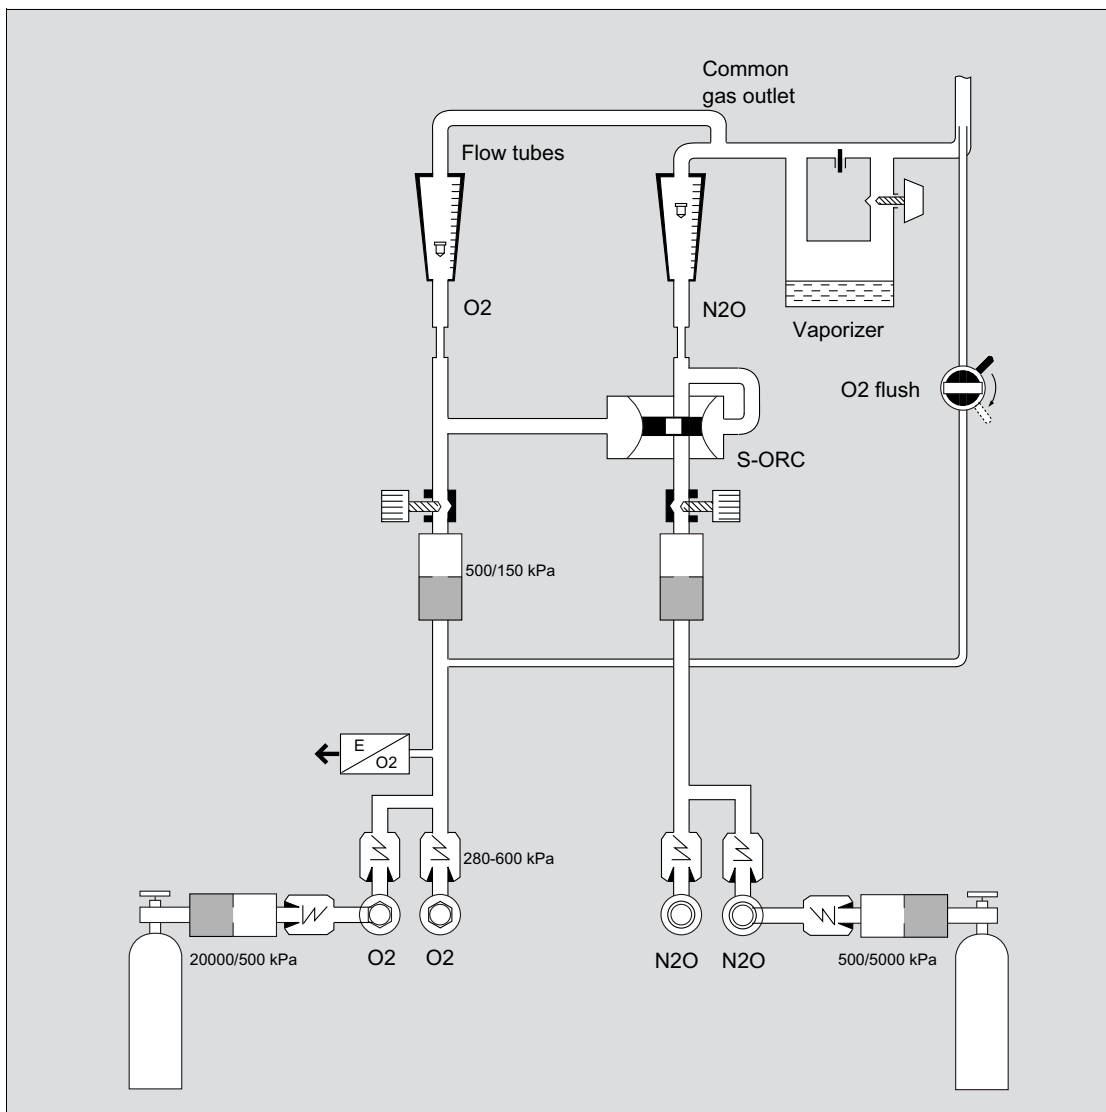 Common
gas outlet
Flow tubes
O2
N2O
Vaporizer
O2 flush
S-ORC
500/150 kPa
E
O2
280-600 kPa
20000/500 kPa
O2
O2
N2O
N2O
500/5000 kPa